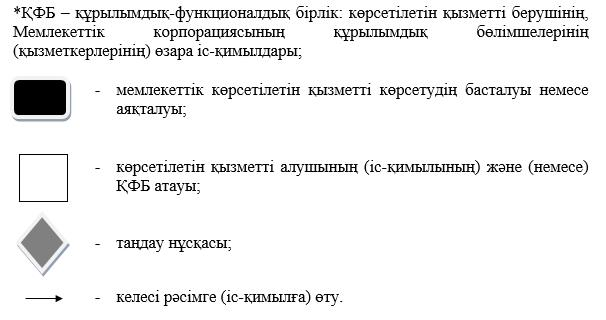 *ҚФБ – құрылымдық-функционалдық бірлік: көрсетілетін қызметті берушінің,
Мемлекеттік корпорациясының құрылымдық бөлімшелерінің
(қызметкерлерінің) өзара іс-қимылдары;
- мемлекеттік көрсетілетін қызметті көрсетудің басталуы немесе
аяқталуы;
- көрсетілетін қызметті алушының (іс-қимылының) және (немесе)
ҚФБ атауы;
- таңдау нұсқасы;
- келесі рәсімге (іс-қимылға) өту.